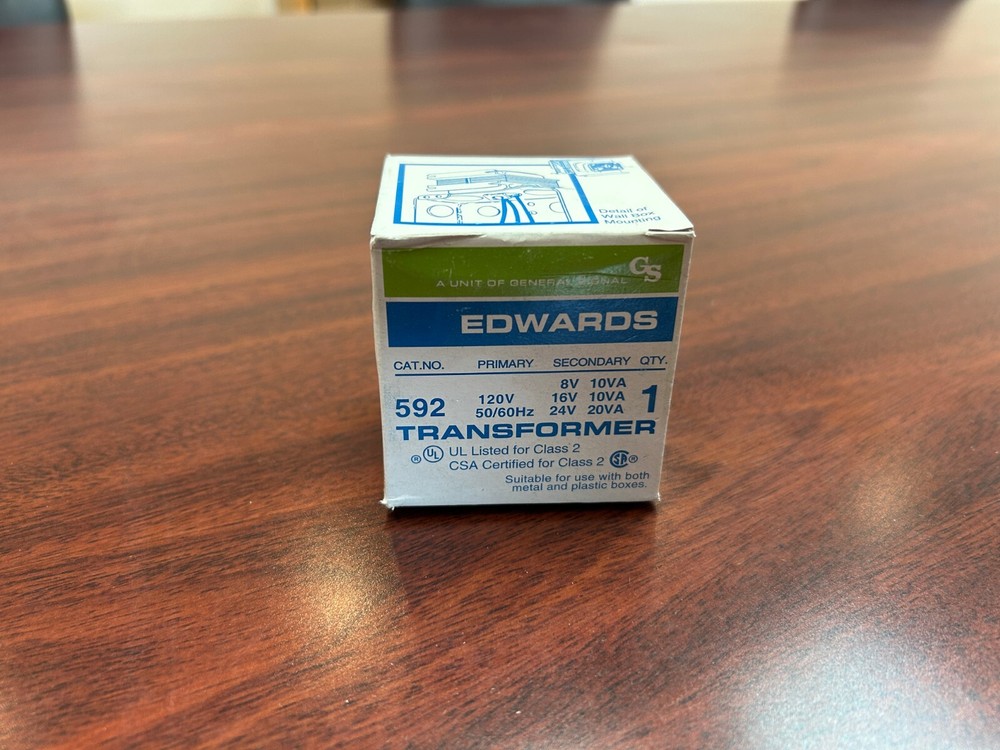 Detail of
Wall Box
Mounting
GS
A UNIT OF GENERAL SIGNAL
EDWARDS
CAT.NO. PRIMARY SECONDARY QTY.
8V 10VA
592 120V 16V 10VA 1
50/60Hz 24V 20VA
TRANSFORMER
® UL UL Listed for Class 2
CSA Certified for Class 2 SA ®
Suitable for use with both
metal and plastic boxes.